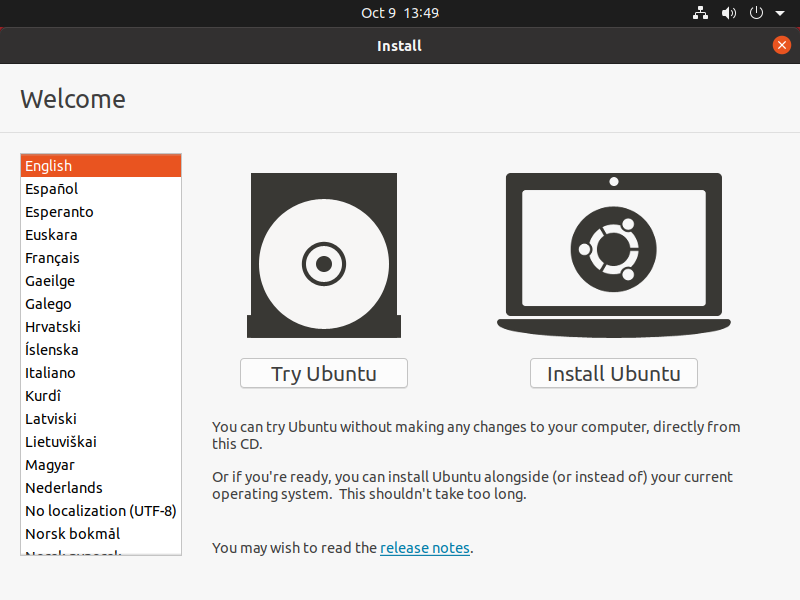 Oct 9 13:49
Install
Welcome
English
Español
Esperanto
Euskara
Français
Gaeilge
Galego
Hrvatski
Íslenska
Italiano
Kurdî
Latviski
Lietuviškai
Magyar
Nederlands
No localization (UTF-8)
Norsk bokmål
Try Ubuntu
Install Ubuntu
You can try Ubuntu without making any changes to your computer, directly from
this CD.
Or if you're ready, you can install Ubuntu alongside (or instead of) your current
operating system. This shouldn't take too long.
You may wish to read the release notes.